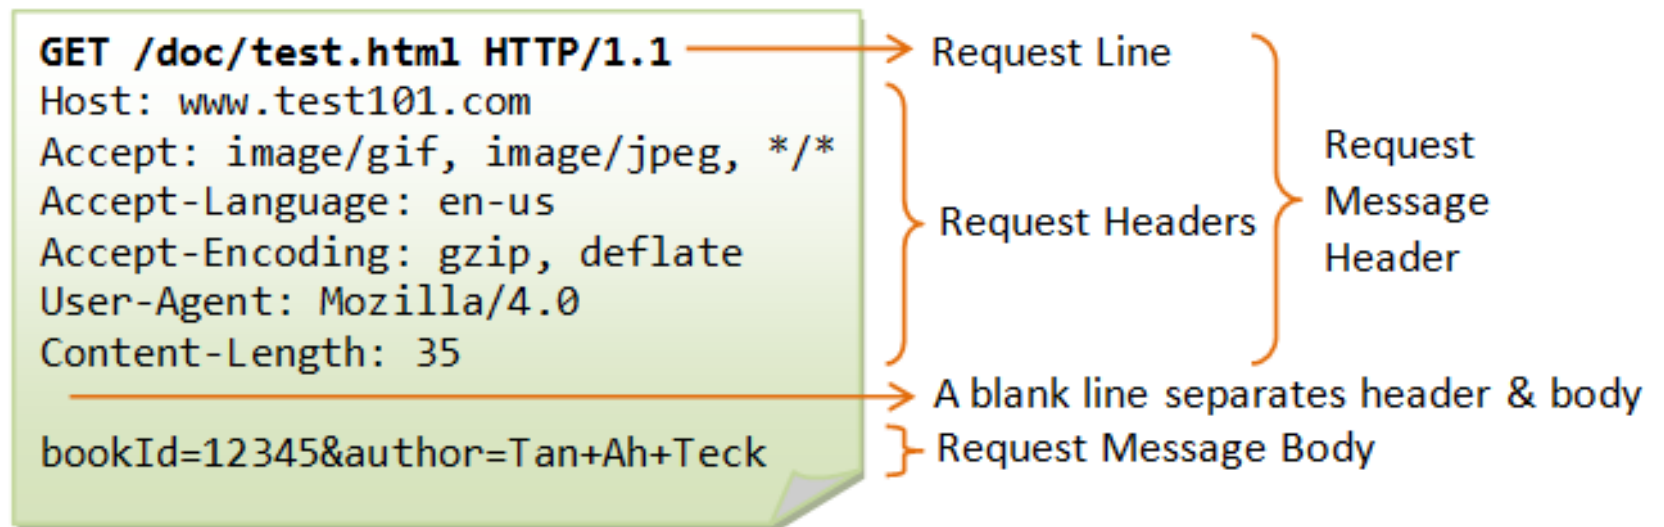 GET /doc/test.html HTTP/1.1
Host: www.test101.com
Accept: image/gif, image/jpeg, */*
Accept-Language: en-us
Accept-Encoding: gzip, deflate
User-Agent: Mozilla/4.0
Content-Length: 35
bookId=12345&author=Tan+Ah+Teck
Request Line
Request Headers
Request
Message
Header
A blank line separates header & body
Request Message Body